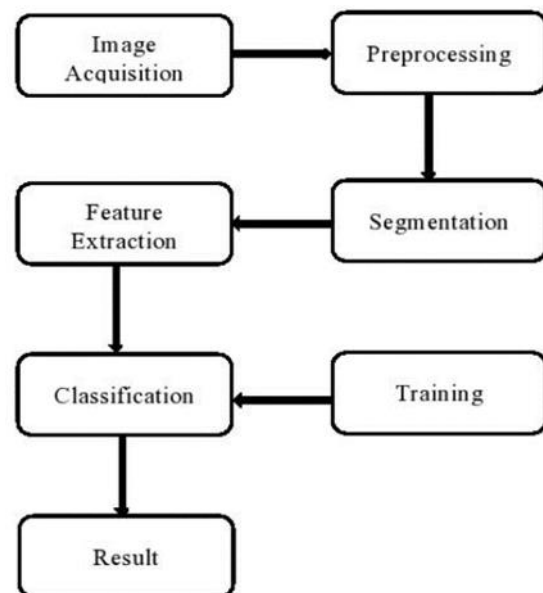 Image
Acquisition
Preprocessing
Feature
Extraction
Segmentation
Classification
Training
Result